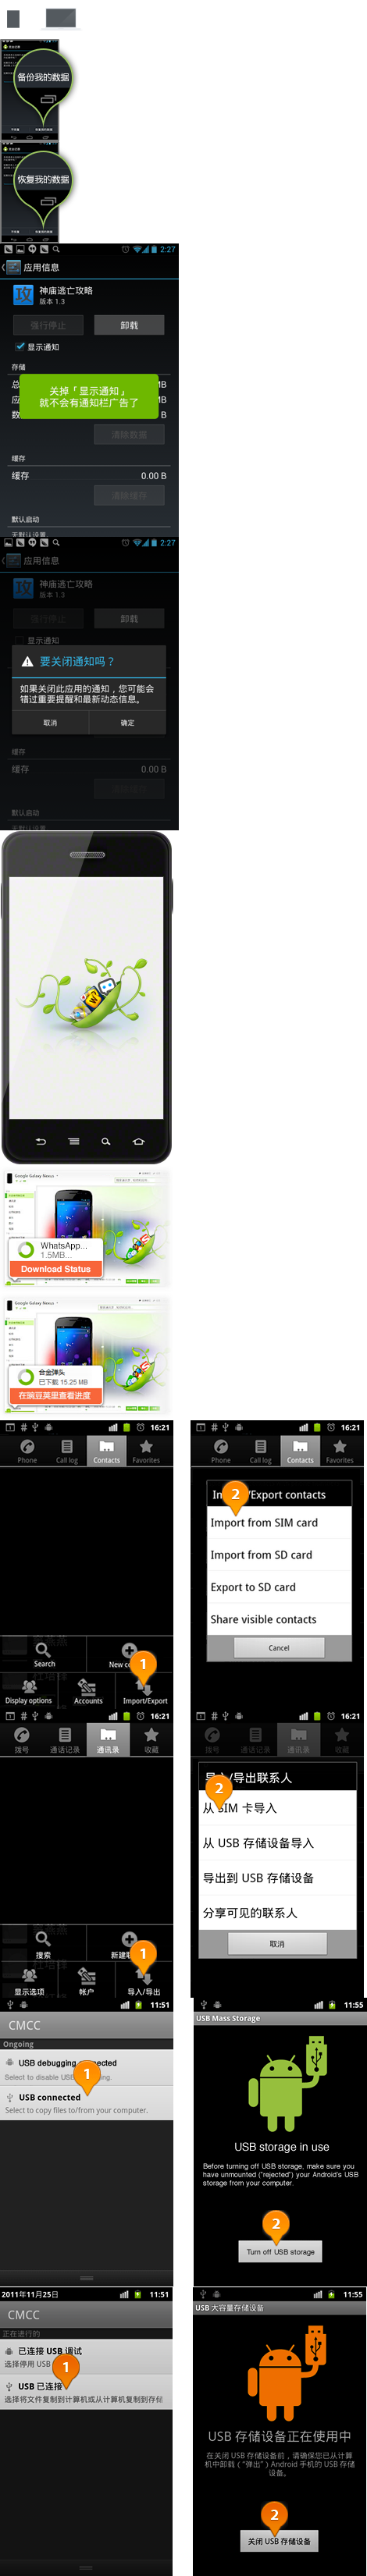 备份我的数据
恢复我的数据
2:27
应用信息
攻
神庙逃亡攻略
版本 1.3
强行停止
卸载
显示通知
存储
关掉「显示通知」
就不会有通知栏广告了
清除数据
缓存
缓存
0.00 B
清除缓存
默认启动
无默认设置。
2:27
应用信息
攻
神庙逃亡攻略
版本 1.3
强行停止
卸载
显示通知
要关闭通知吗？
如果关闭此应用的通知，您可能会
错过重要提醒和最新动态信息。
取消
确定
缓存
缓存
0.00 B
默认启动
Google Galaxy Nexus
WhatsApp...
1.5MB...
Download Status
Google Galaxy Nexus
合金弹头
已下载 15.25 MB
在豌豆荚里查看进度
16:21
Phone
Call log
Contacts
Favorites
Search
New co
1
Display options
Accounts
Import/Export
16:21
Phone
Call log
Contacts
Favorites
2
/Export contacts
Import from SIM card
Import from SD card
Export to SD card
Share visible contacts
Cancel
16:21
拨号
通话记录
通讯录
收藏
搜索
新建
1
显示选项
帐户
导入/导出
16:21
拨号
通话记录
通讯录
收藏
导入/导出联系人
2
从 SIM 卡导入
从 USB 存储设备导入
导出到 USB 存储设备
分享可见的联系人
取消
11:51
CMCC
Ongoing
USB debugging connected
Select to disable USB
1
USB connected
Select to copy files to/from your computer.
11:55
USB Mass Storage
USB storage in use
Before turning off USB storage, make sure you
have unmounted ("rejected") your Android's USB
storage from your computer.
2
Turn off USB storage
2011年11月25日
11:51
CMCC
正在进行的
已连接 USB 调试
选择停用 USB
1
USB 已连接
选择将文件复制到计算机或从计算机复制到存储
11:55
USB 大容量存储设备
USB 存储设备正在使用中
在关闭 USB 存储设备前，请确保您已从计算
机中卸载（“弹出”）Android 手机的 USB 存储
设备。
2
关闭 USB 存储设备